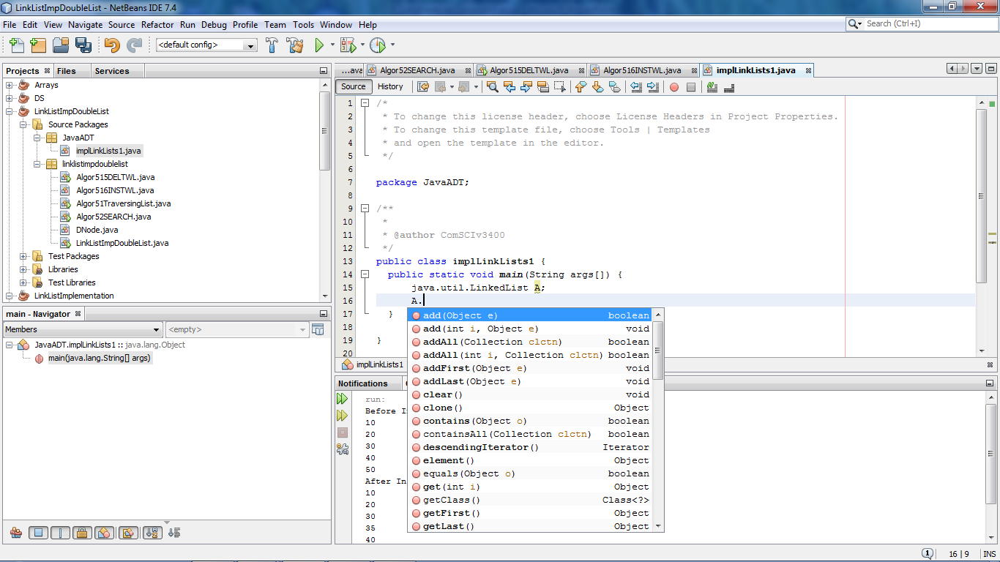 LinkListImpDoubleList - NetBeans IDE 7.4
File Edit View Navigate Source Refactor Run Debug Profile Team Tools Window Help
Search (Ctrl+I)
<default config>
Projects Files Services
Arrays
DS
LinkListImpDoubleList
Source Packages
JavaADT
implLinkLists1.java
linklistimpdoublelist
Algor515DELTWL.java
Algor516INSTWL.java
Algor51TraversingList.java
Algor52SEARCH.java
DNode.java
LinkListImpDoubleList.java
Test Packages
Libraries
Test Libraries
LinkListImplementation
main - Navigator
Members <empty>
JavaADT.implLinkLists1 :: java.lang.Object
main(java.lang.String[] args)
...ava Algor52SEARCH.java Algor515DELTWL.java Algor516INSTWL.java implLinkLists1.java
Source History
1 /*
2 * To change this license header, choose License Headers in Project Properties.
3 * To change this template file, choose Tools | Templates
4 * and open the template in the editor.
5 */
6
7 package JavaADT;
8
9 /**
10 *
11 * @author ComSCIv3400
12 */
13 public class implLinkLists1 {
14 public static void main(String args[]) {
15 java.util.LinkedList A;
16 A.
17 }
18
19 }
20
add(Object e) boolean
add(int i, Object e) void
addAll(Collection clctn) boolean
addAll(int i, Collection clctn) boolean
addFirst(Object e) void
addLast(Object e) void
clear() void
clone() Object
contains(Object o) boolean
containsAll(Collection clctn) boolean
descendingIterator() Iterator
element() Object
equals(Object o) boolean
get(int i) Object
getClass() Class<?>
getFirst() Object
getLast() Object
implLinkLists1
Notifications
run:
Before I
10
20
30
40
50
After In
10
20
30
35
40
16 | 9 INS